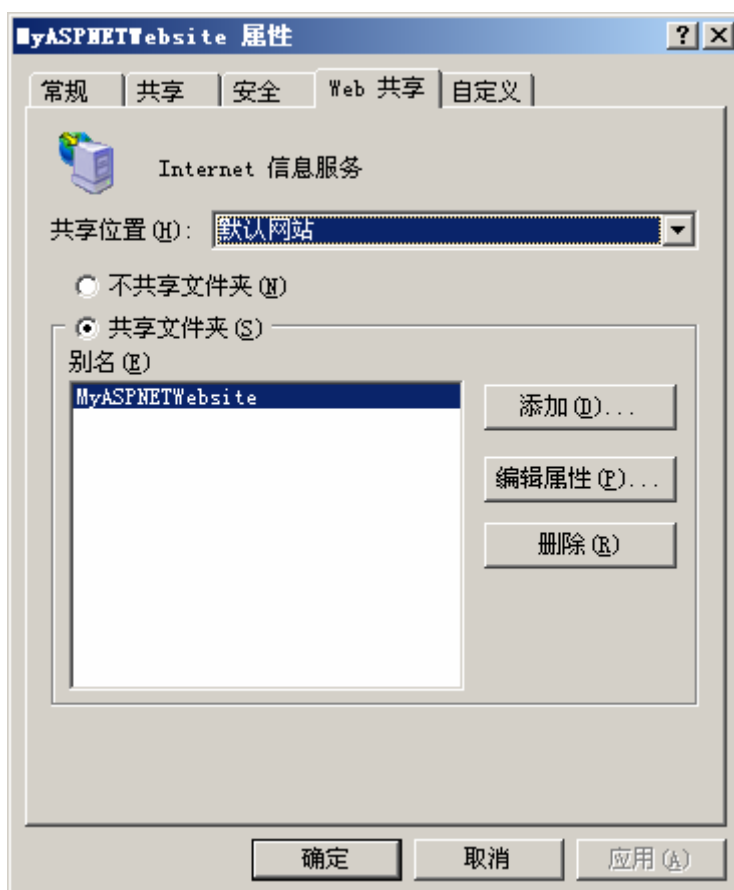 MyASPNETWebsite 属性
常规 共享 安全 Web 共享 自定义
Internet 信息服务
共享位置(H): 默认网站
不共享文件夹(N)
共享文件夹(S)
别名(E)
MyASPNETWebsite
添加(D)...
编辑属性(P)...
删除(R)
确定 取消 应用(A)